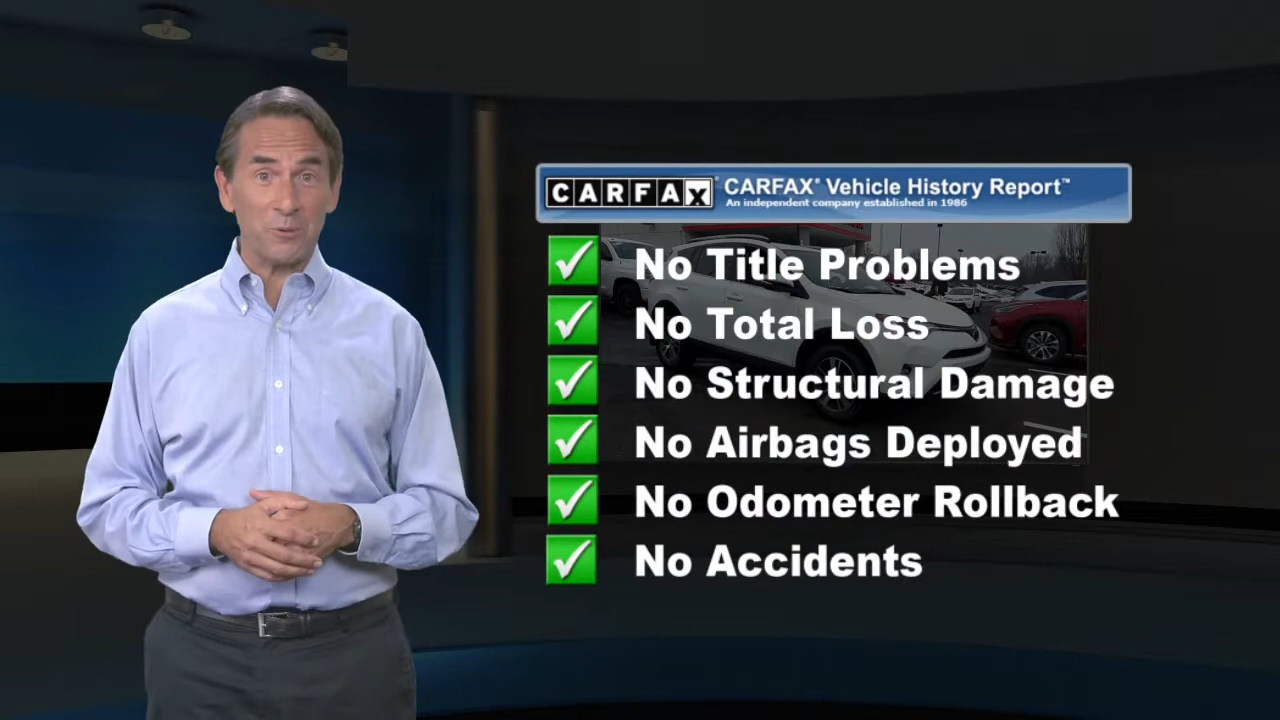 CARFAX
CARFAX® Vehicle History Report™
An independent company established in 1986
No Title Problems
No Total Loss
No Structural Damage
No Airbags Deployed
No Odometer Rollback
No Accidents